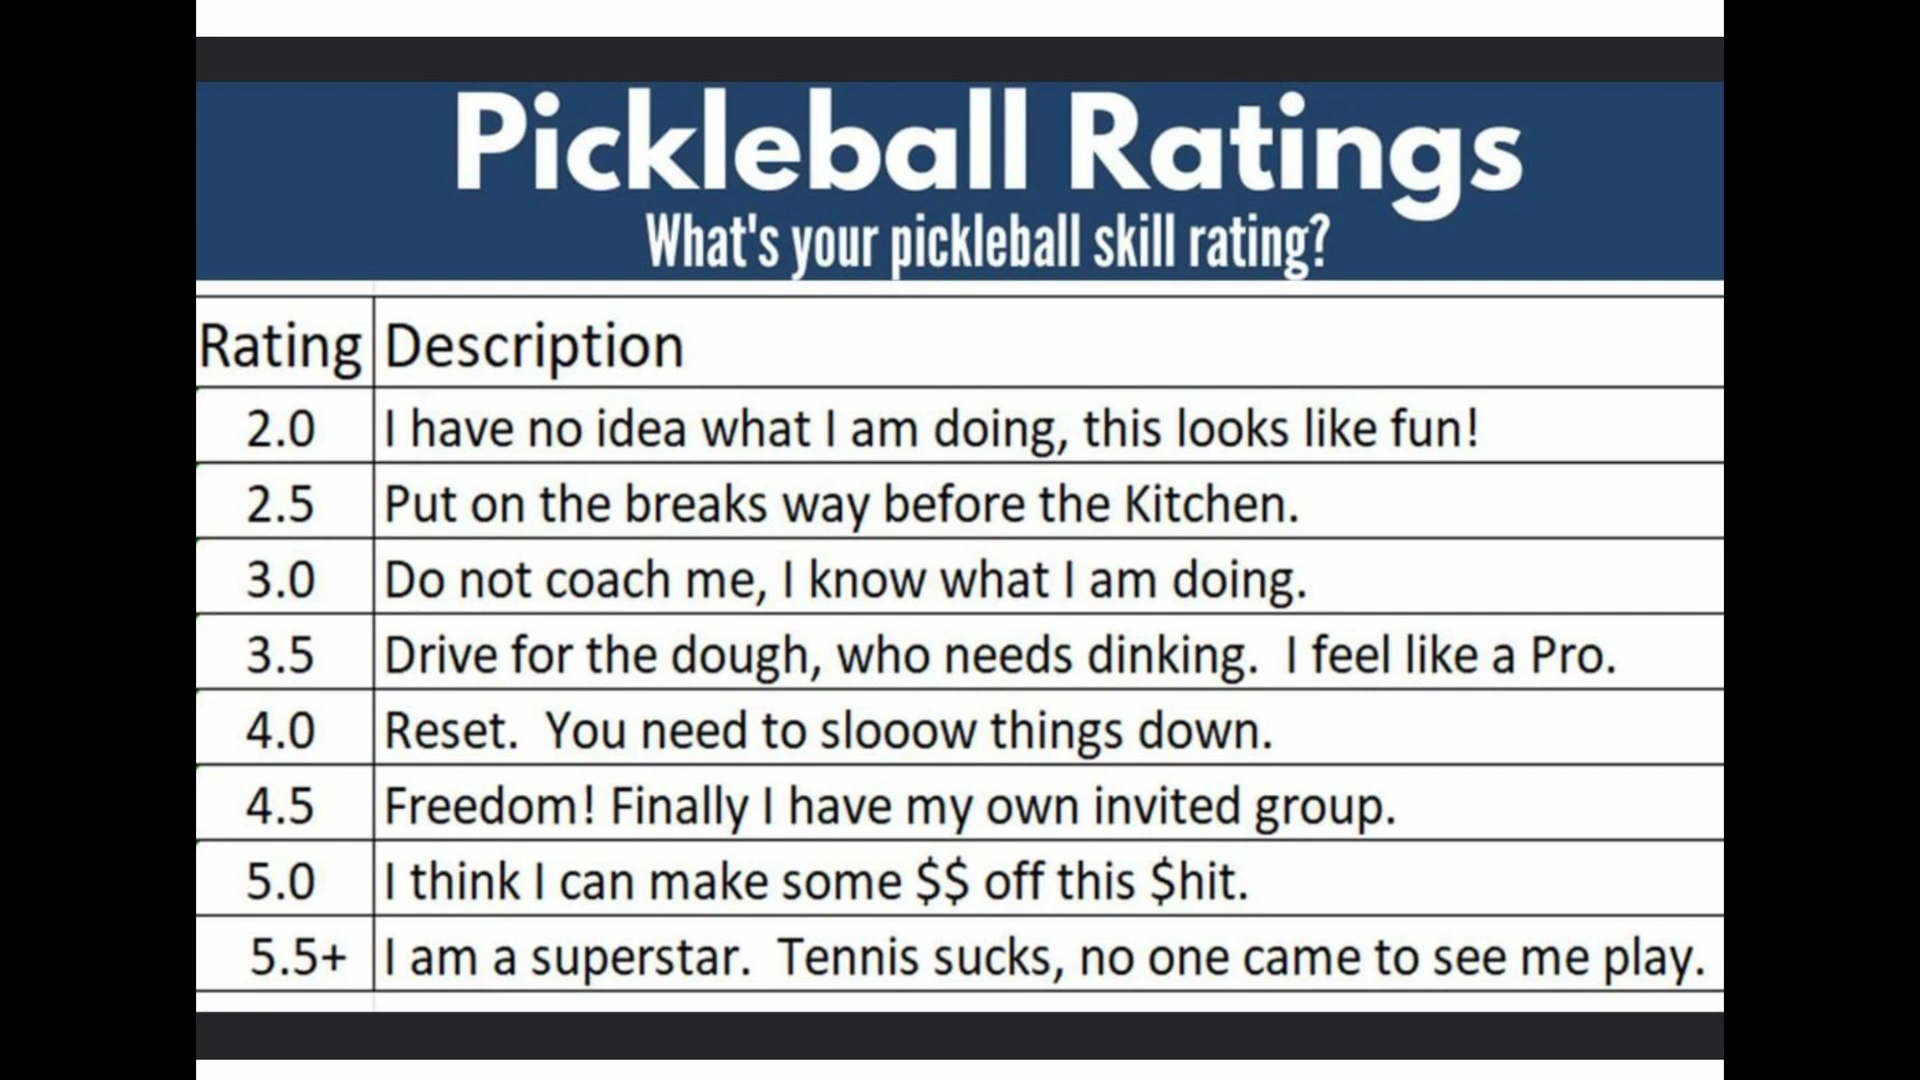 Pickleball Ratings
What's your pickleball skill rating?
Rating Description
2.0 I have no idea what I am doing, this looks like fun!
2.5 Put on the breaks way before the Kitchen.
3.0 Do not coach me, I know what I am doing.
3.5 Drive for the dough, who needs dinking.  I feel like a Pro.
4.0 Reset.  You need to slooow things down.
4.5 Freedom! Finally I have my own invited group.
5.0 I think I can make some $$ off this $hit.
5.5+ I am a superstar.  Tennis sucks, no one came to see me play.